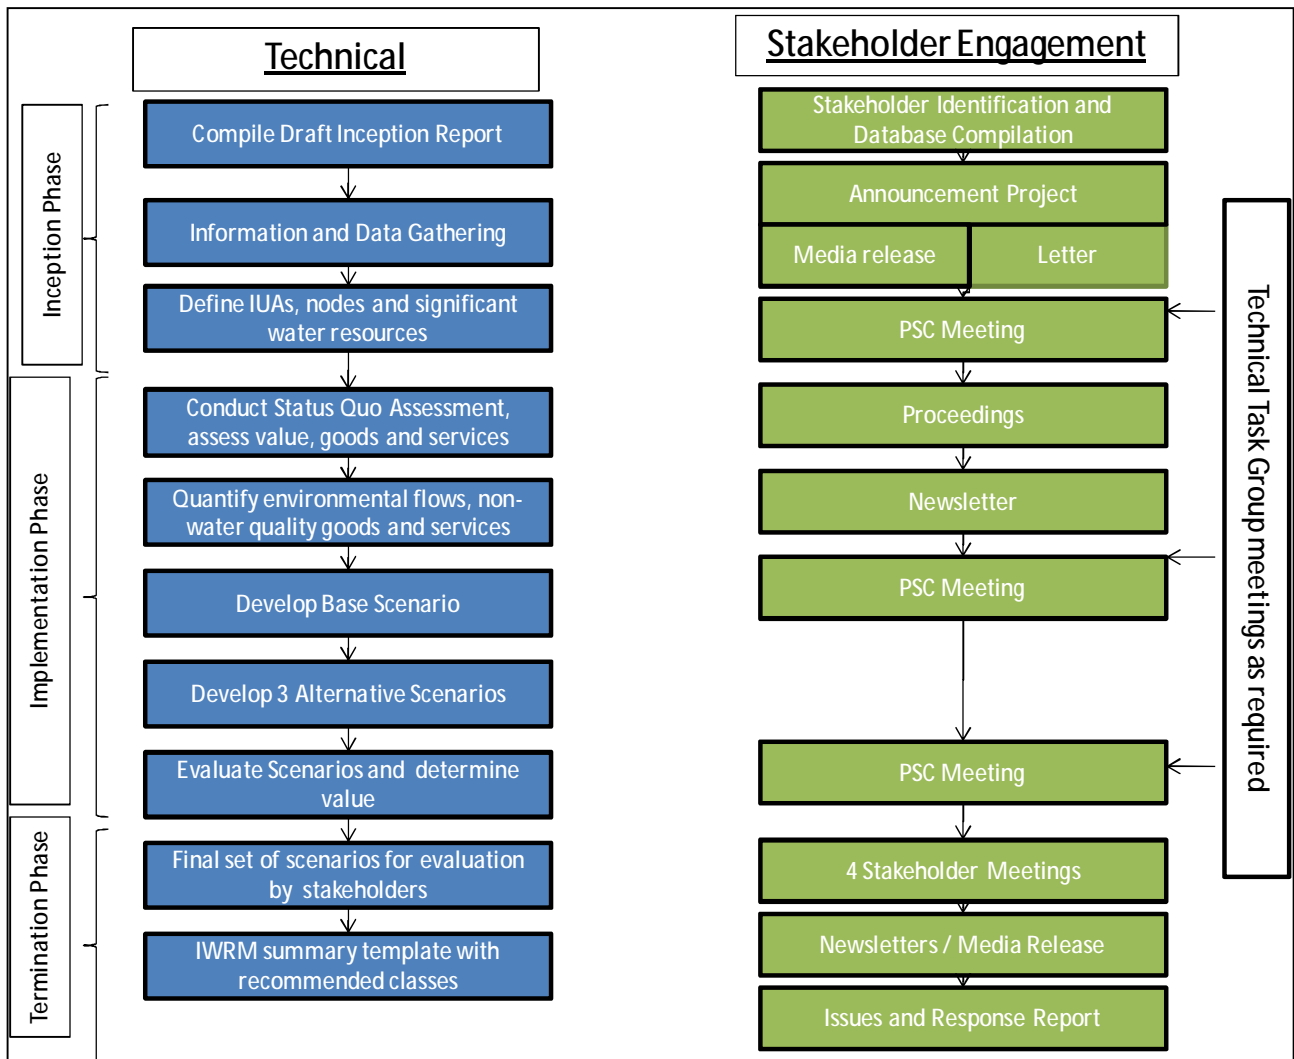 Technical
Inception Phase
Compile Draft Inception Report
Information and Data Gathering
Define IUAs, nodes and significant
water resources
Implementation Phase
Conduct Status Quo Assessment,
assess value, goods and services
Quantify environmental flows, non-
water quality goods and services
Develop Base Scenario
Develop 3 Alternative Scenarios
Evaluate Scenarios and determine
value
Termination Phase
Final set of scenarios for evaluation
by stakeholders
IWRM summary template with
recommended classes
Stakeholder Engagement
Stakeholder Identification and
Database Compilation
Announcement Project
Media release
Letter
PSC Meeting
Proceedings
Newsletter
PSC Meeting
PSC Meeting
4 Stakeholder Meetings
Newsletters / Media Release
Issues and Response Report
Technical Task Group meetings as required